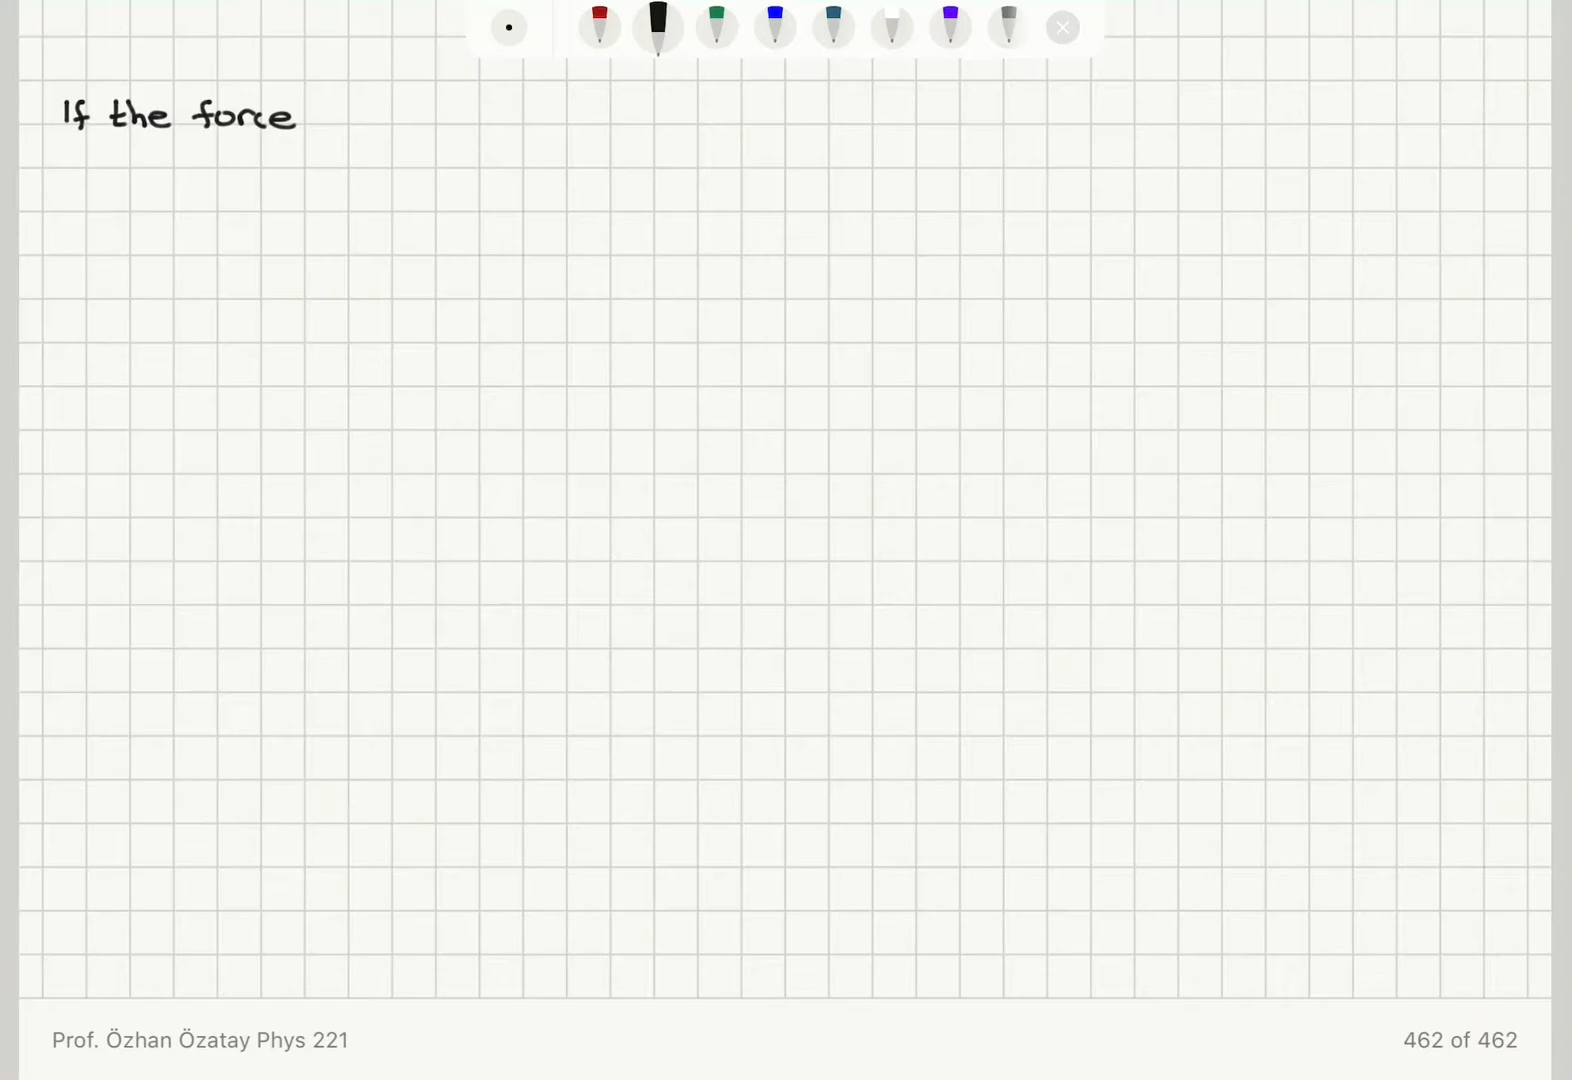 If the force
Prof. Özhan Özatay Phys 221
462 of 462